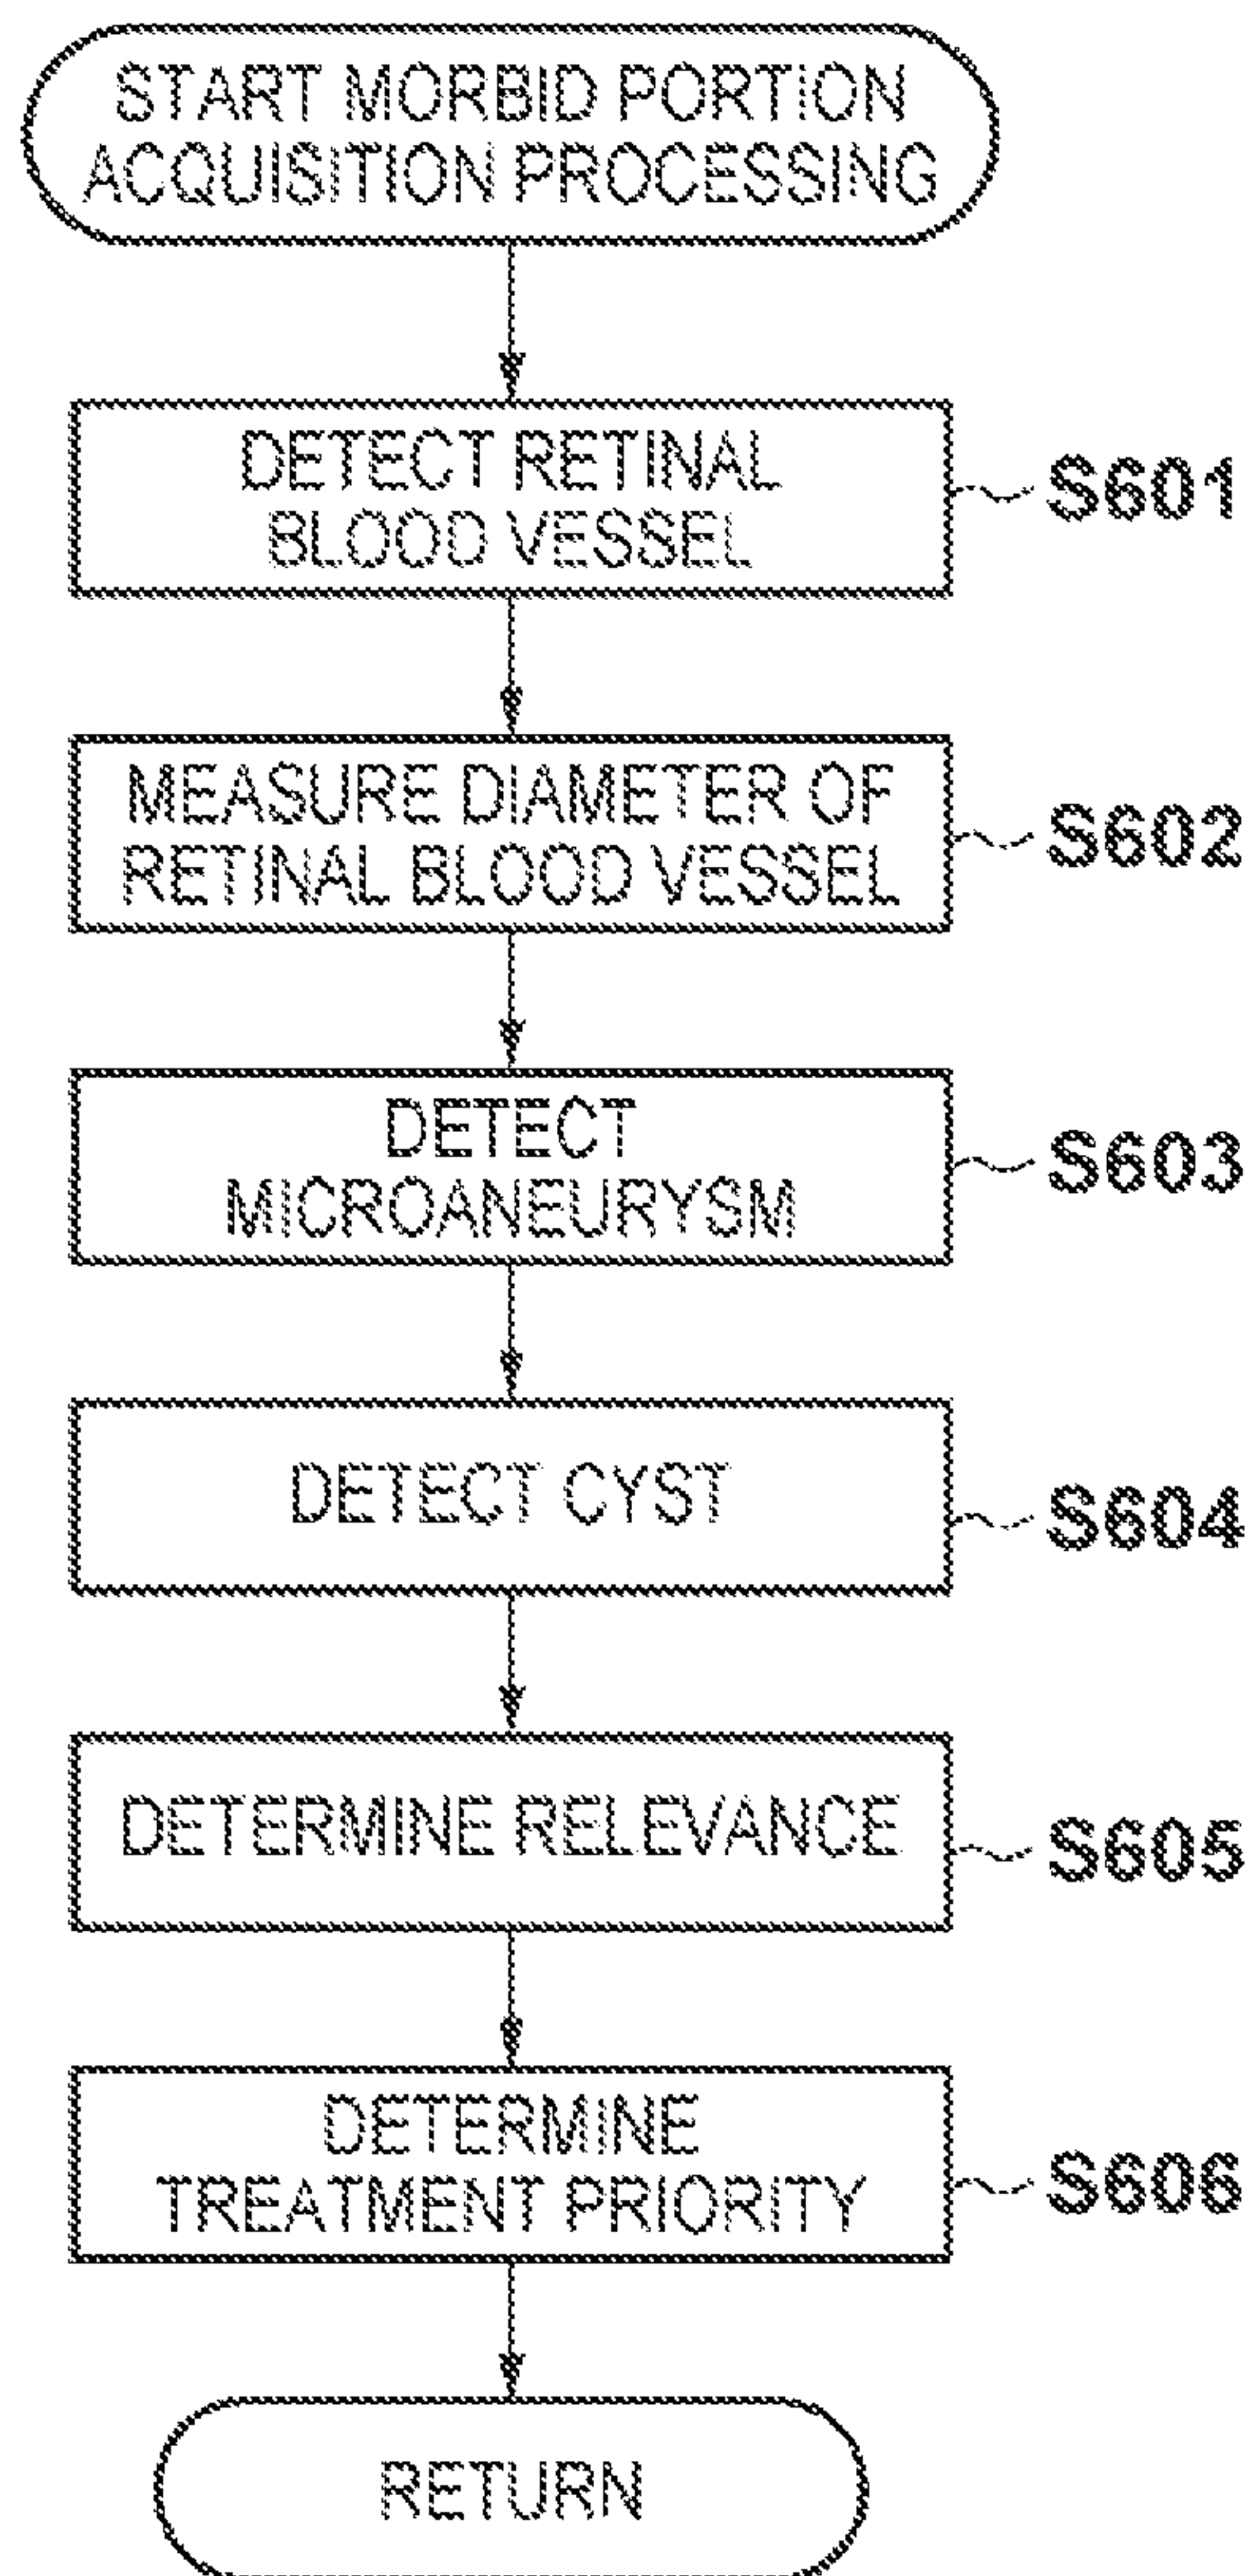 START MORBID PORTION
ACQUISITION PROCESSING
DETECT RETINAL
BLOOD VESSEL
S601
MEASURE DIAMETER OF
RETINAL BLOOD VESSEL
S602
DETECT
MICROANEURYSM
S603
DETECT CYST
S604
DETERMINE RELEVANCE
S605
DETERMINE
TREATMENT PRIORITY
S606
RETURN